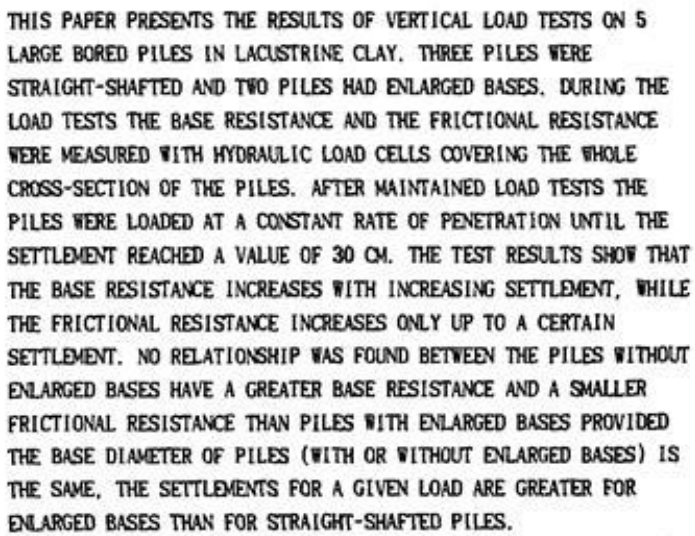 THIS PAPER PRESENTS THE RESULTS OF VERTICAL LOAD TESTS ON 5
LARGE BORED PILES IN LACUSTRINE CLAY. THREE PILES WERE
STRAIGHT-SHAFTED AND TWO PILES HAD ENLARGED BASES. DURING THE
LOAD TESTS THE BASE RESISTANCE AND THE FRICTIONAL RESISTANCE
WERE MEASURED WITH HYDRAULIC LOAD CELLS COVERING THE WHOLE
CROSS-SECTION OF THE PILES. AFTER MAINTAINED LOAD TESTS THE
PILES WERE LOADED AT A CONSTANT RATE OF PENETRATION UNTIL THE
SETTLEMENT REACHED A VALUE OF 30 CM. THE TEST RESULTS SHOW THAT
THE BASE RESISTANCE INCREASES WITH INCREASING SETTLEMENT, WHILE
THE FRICTIONAL RESISTANCE INCREASES ONLY UP TO A CERTAIN
SETTLEMENT. NO RELATIONSHIP WAS FOUND BETWEEN THE PILES WITHOUT
ENLARGED BASES HAVE A GREATER BASE RESISTANCE AND A SMALLER
FRICTIONAL RESISTANCE THAN PILES WITH ENLARGED BASES PROVIDED
THE BASE DIAMETER OF PILES (WITH OR WITHOUT ENLARGED BASES) IS
THE SAME, THE SETTLEMENTS FOR A GIVEN LOAD ARE GREATER FOR
ENLARGED BASES THAN FOR STRAIGHT-SHAFTED PILES.